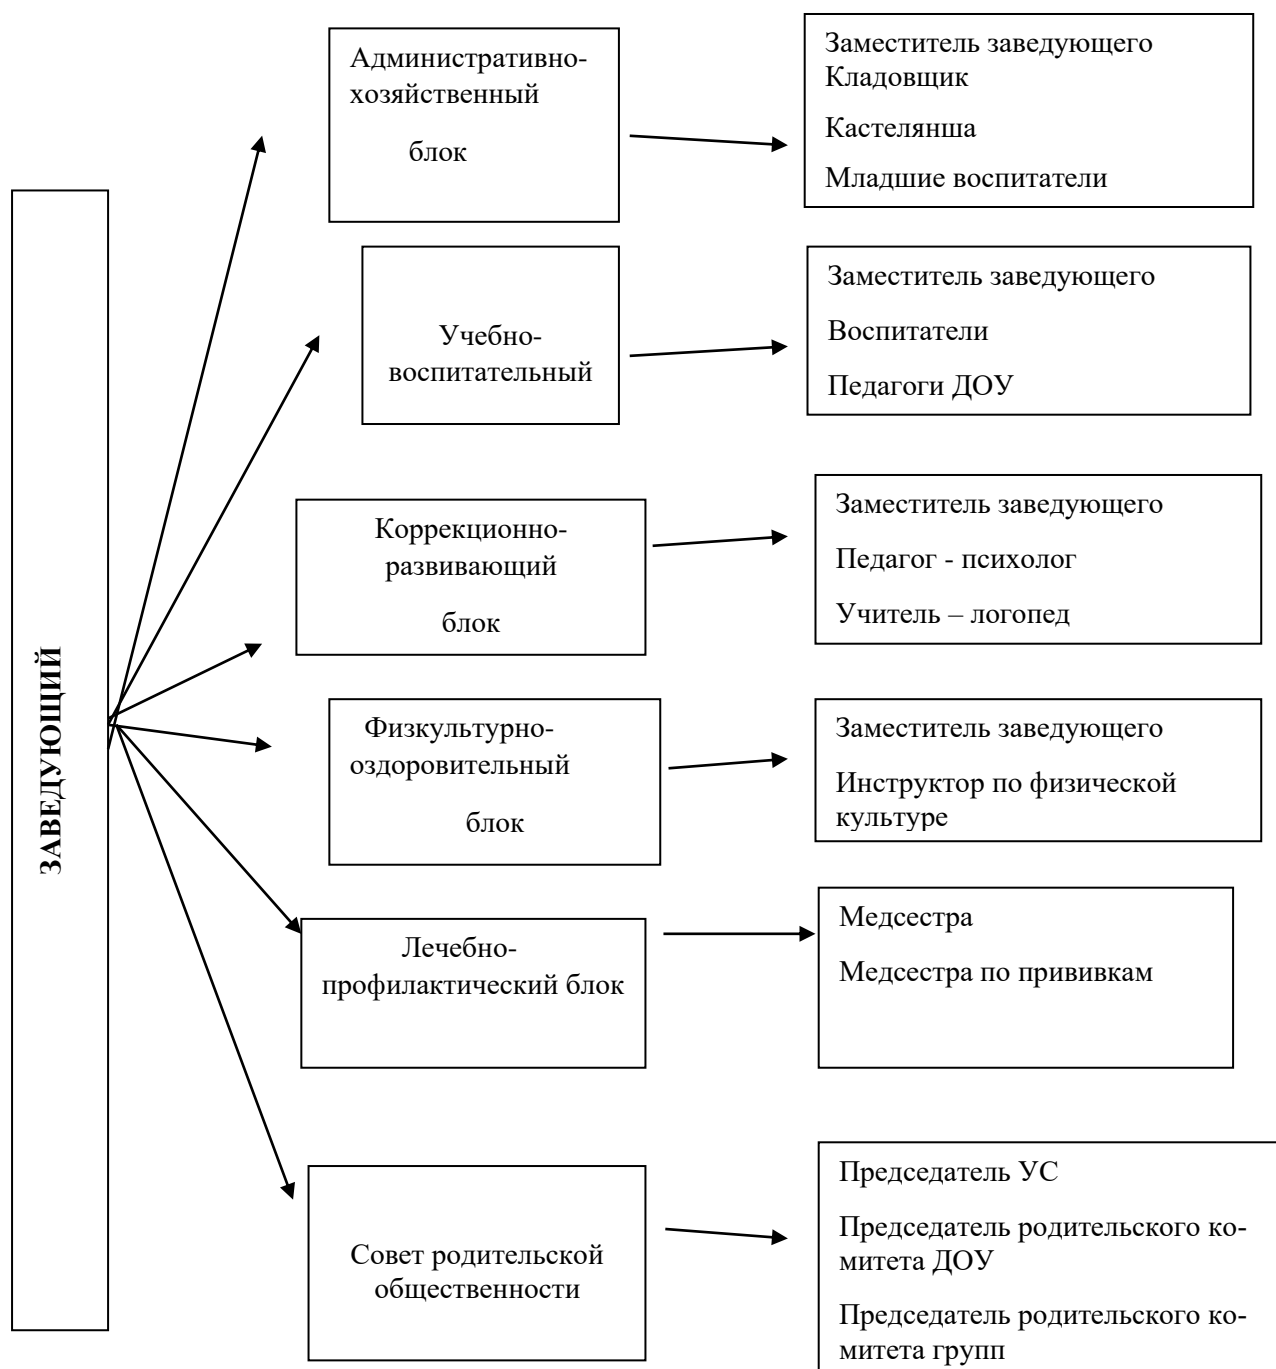 ЗАВЕДУЮЩИЙ
Административно-
хозяйственный
блок
Заместитель заведующего
Кладовщик
Кастелянша
Младшие воспитатели
Учебно-
воспитательный
Заместитель заведующего
Воспитатели
Педагоги ДОУ
Коррекционно-
развивающий
блок
Заместитель заведующего
Педагог - психолог
Учитель – логопед
Физкультурно-
оздоровительный
блок
Заместитель заведующего
Инструктор по физической
культуре
Лечебно-
профилактический блок
Медсестра
Медсестра по прививкам
Совет родительской
общественности
Председатель УС
Председатель родительского ко-
митета ДОУ
Председатель родительского ко-
митета групп